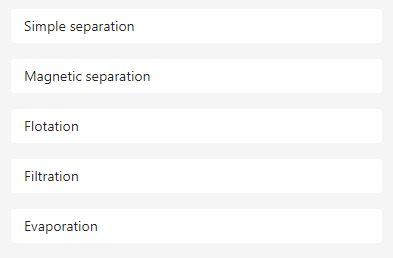 Simple separation
Magnetic separation
Flotation
Filtration
Evaporation